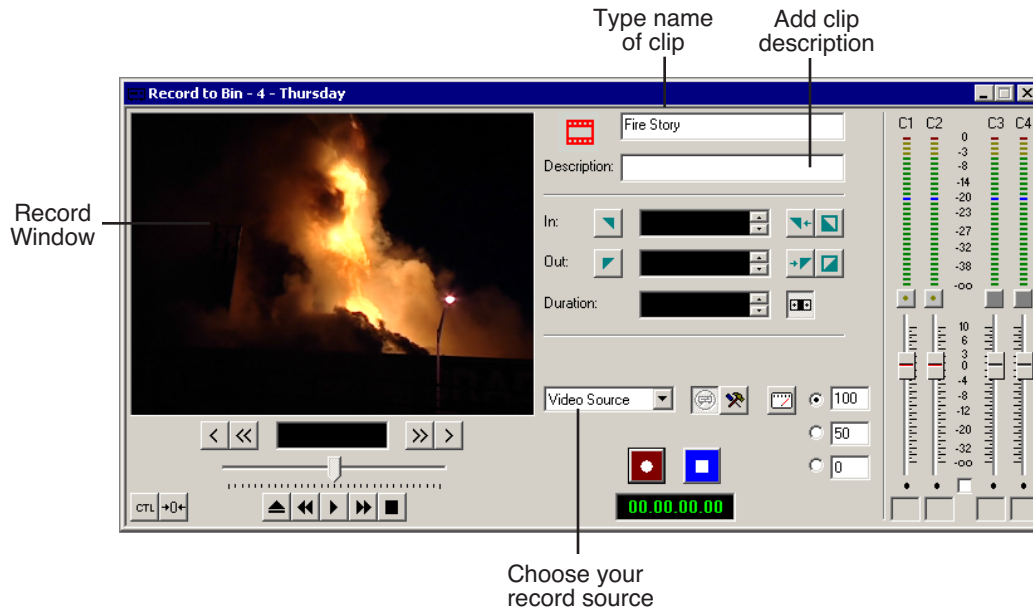 Type name
of clip
Add clip
description
Record to Bin - 4 - Thursday
Fire Story
Description:
Record
Window
In:
Out:
Duration:
Video Source
100
50
0
CTL
→0←
00.00.00.00
C1 C2 C3 C4
0
-3
-8
-14
-20
-23
-27
-32
-38
-oo
10
6
3
0
-4
-8
-12
-20
-32
-oo
Choose your
record source